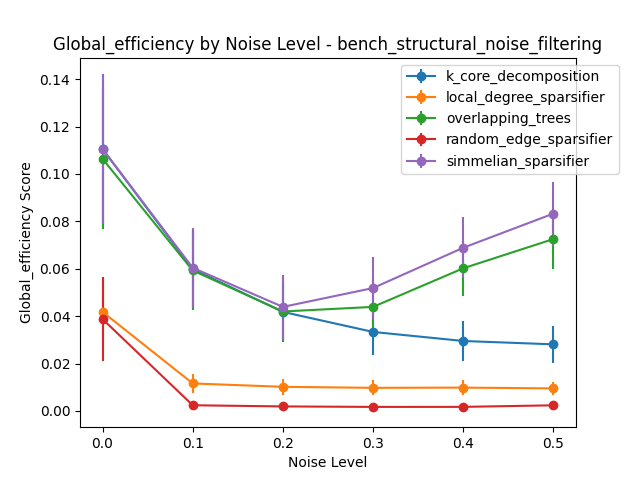 Global_efficiency by Noise Level - bench_structural_noise_filtering
k_core_decomposition
local_degree_sparsifier
overlapping_trees
random_edge_sparsifier
simmelian_sparsifier
Global_efficiency Score
0.14
0.12
0.10
0.08
0.06
0.04
0.02
0.00
0.0 0.1 0.2 0.3 0.4 0.5
Noise Level